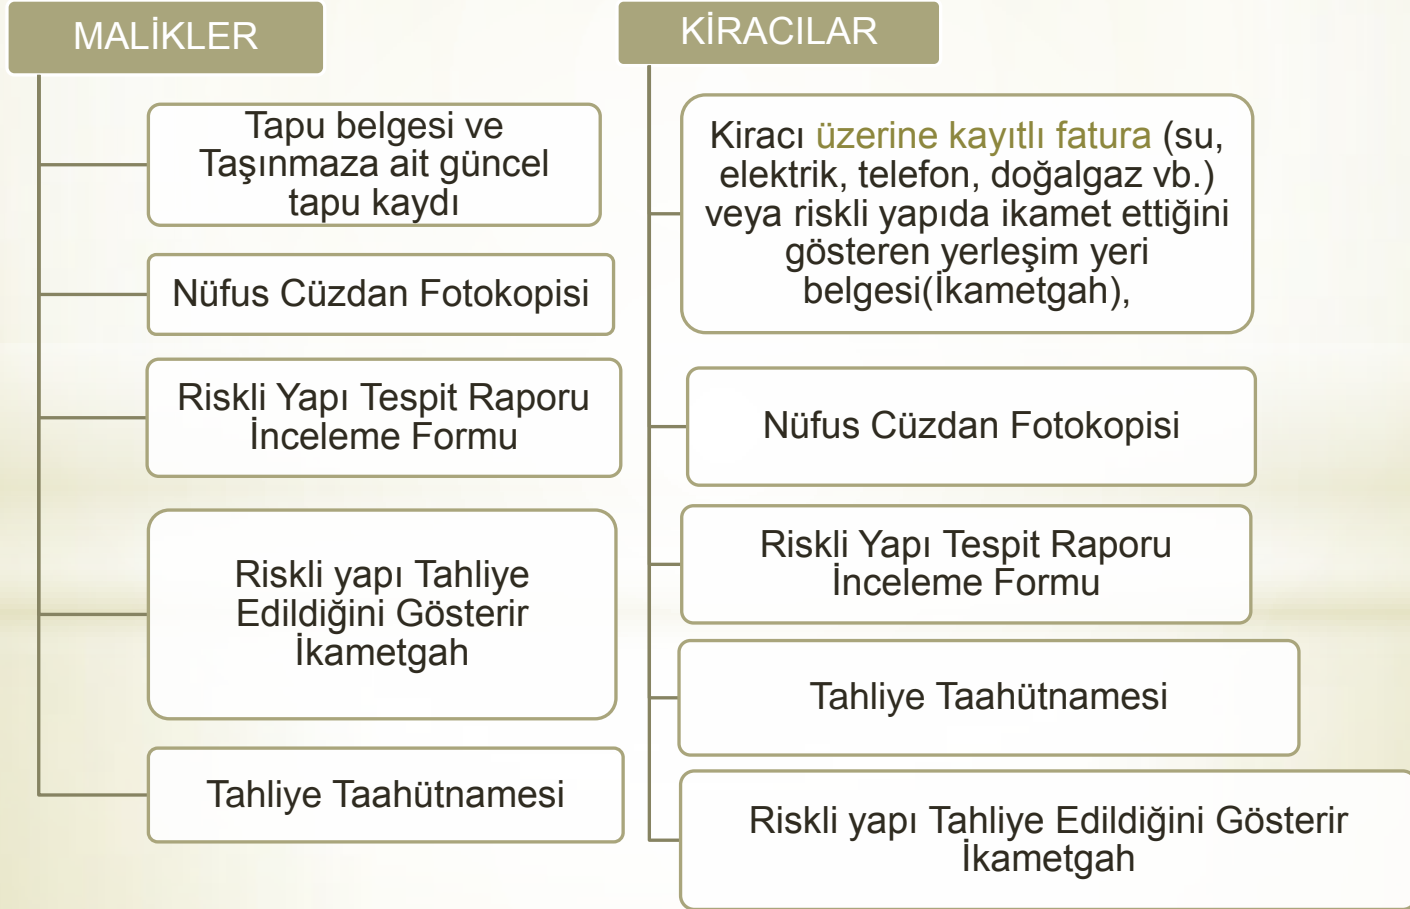 MALİKLER
Tapu belgesi ve
Taşınmaza ait güncel
tapu kaydı
Nüfus Cüzdan Fotokopisi
Riskli Yapı Tespit Raporu
İnceleme Formu
Riskli yapı Tahliye
Edildiğini Gösterir
İkametgah
Tahliye Taahütnamesi
KİRACILAR
Kiracı üzerine kayıtlı fatura (su,
elektrik, telefon, doğalgaz vb.)
veya riskli yapıda ikamet ettiğini
gösteren yerleşim yeri
belgesi(İkametgah),
Nüfus Cüzdan Fotokopisi
Riskli Yapı Tespit Raporu
İnceleme Formu
Tahliye Taahütnamesi
Riskli yapı Tahliye Edildiğini Gösterir
İkametgah